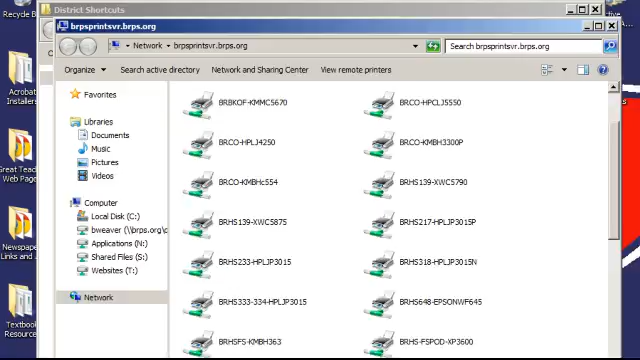 Recycle B
District Shortcuts
brpsprintsvr.brps.org
Network
brpsprintsvr.brps.org
Search brpsprintsvr.brps.org
Organize
Search active directory
Network and Sharing Center
View remote printers
Acrobat
Installers
Great Teac
Web Page
Newspape
Links and
Textbook
Resource
Favorites
Libraries
Documents
Music
Pictures
Videos
Computer
Local Disk (C:)
bweaver (\\brps.org\c
Applications (N:)
Shared Files (S:)
Websites (T:)
Network
BRBKOF-KMMC5670
BRCO-HPCLJ5550
BRCO-HPLJ4250
BRCO-KMBH3300P
BRCO-KMBHc554
BRHS139-XWC5790
BRHS139-XWC5875
BRHS217-HPLJP3015P
BRHS233-HPLJP3015
BRHS318-HPLJP3015N
BRHS333-334-HPLJP3015
BRHS648-EPSONWF645
BRHSFS-KMBH363
BRHS-FSPOD-XP3600